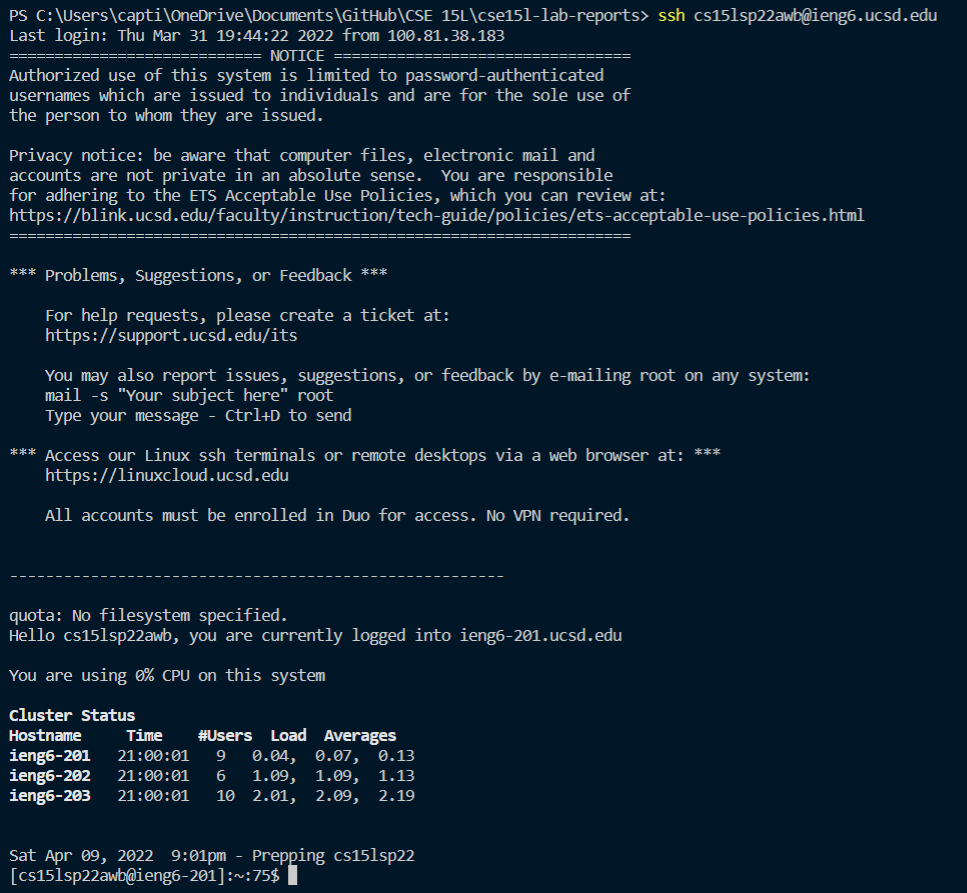 PS C:\Users\capti\OneDrive\Documents\GitHub\CSE 15L\cse15l-lab-reports> ssh cs15lsp22awb@ieng6.ucsd.edu
Last login: Thu Mar 31 19:44:22 2022 from 100.81.38.183
============================ NOTICE =================================
Authorized use of this system is limited to password-authenticated
usernames which are issued to individuals and are for the sole use of
the person to whom they are issued.

Privacy notice: be aware that computer files, electronic mail and
accounts are not private in an absolute sense.  You are responsible
for adhering to the ETS Acceptable Use Policies, which you can review at:
https://blink.ucsd.edu/faculty/instruction/tech-guide/policies/ets-acceptable-use-policies.html
=====================================================================

*** Problems, Suggestions, or Feedback ***

    For help requests, please create a ticket at:
    https://support.ucsd.edu/its

    You may also report issues, suggestions, or feedback by e-mailing root on any system:
    mail -s "Your subject here" root
    Type your message - Ctrl+D to send

*** Access our Linux ssh terminals or remote desktops via a web browser at: ***
    https://linuxcloud.ucsd.edu

    All accounts must be enrolled in Duo for access. No VPN required.

-------------------------------------------------------

quota: No filesystem specified.
Hello cs15lsp22awb, you are currently logged into ieng6-201.ucsd.edu

You are using 0% CPU on this system

Cluster Status
Hostname     Time    #Users  Load  Averages
ieng6-201   21:00:01   9   0.04,  0.07,  0.13
ieng6-202   21:00:01   6   1.09,  1.09,  1.13
ieng6-203   21:00:01   10  2.01,  2.09,  2.19

Sat Apr 09, 2022  9:01pm - Prepping cs15lsp22
[cs15lsp22awb@ieng6-201]:~:75$